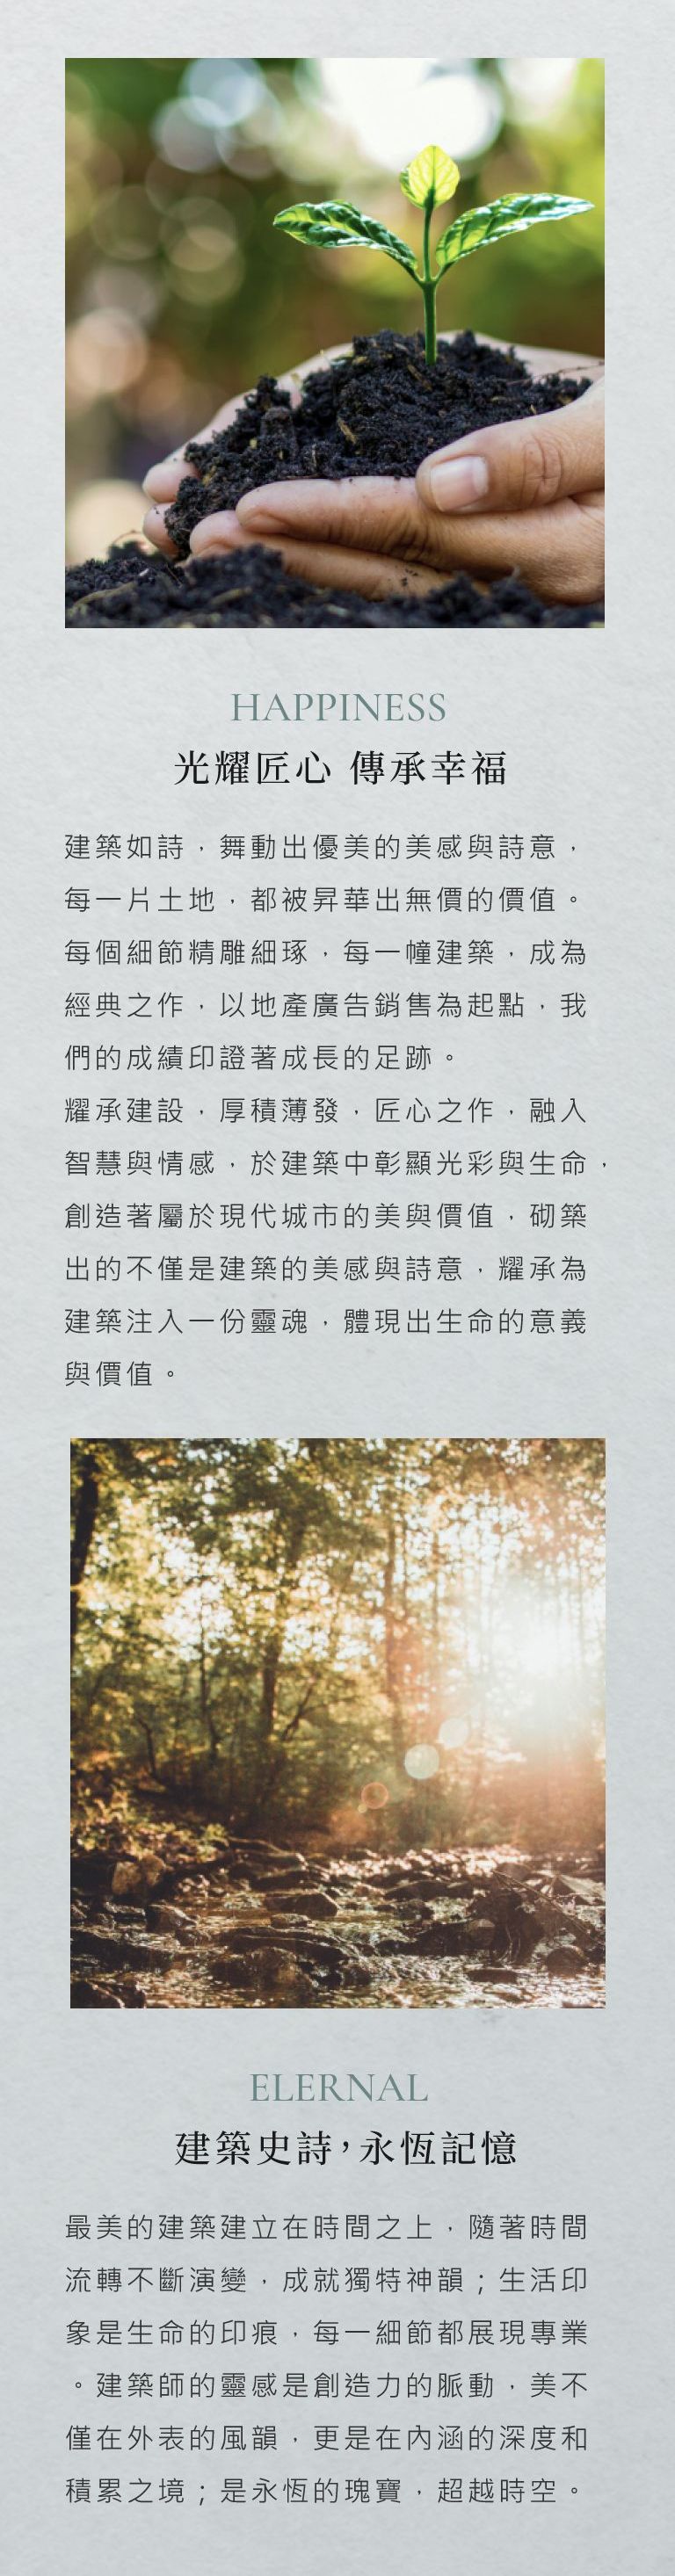 HAPPINESS
光耀匠心 傳承幸福
建築如詩，舞動出優美的美感與詩意，
每一片土地，都被昇華出無價的價值。
每個細節精雕細琢，每一幢建築，成為
經典之作，以地產廣告銷售為起點，我
們的成績印證著成長的足跡。
耀承建設，厚積薄發，匠心之作，融入
智慧與情感，於建築中彰顯光彩與生命，
創造著屬於現代城市的美與價值，砌築
出的不僅是建築的美感與詩意，耀承為
建築注入一份靈魂，體現出生命的意義
與價值。
ELERNAL
建築史詩，永恆記憶
最美的建築建立在時間之上，隨著時間
流轉不斷演變，成就獨特神韻；生活印
象是生命的印痕，每一細節都展現專業
。建築師的靈感是創造力的脈動，美不
僅在外表的風韻，更是在內涵的深度和
積累之境；是永恆的瑰寶，超越時空。